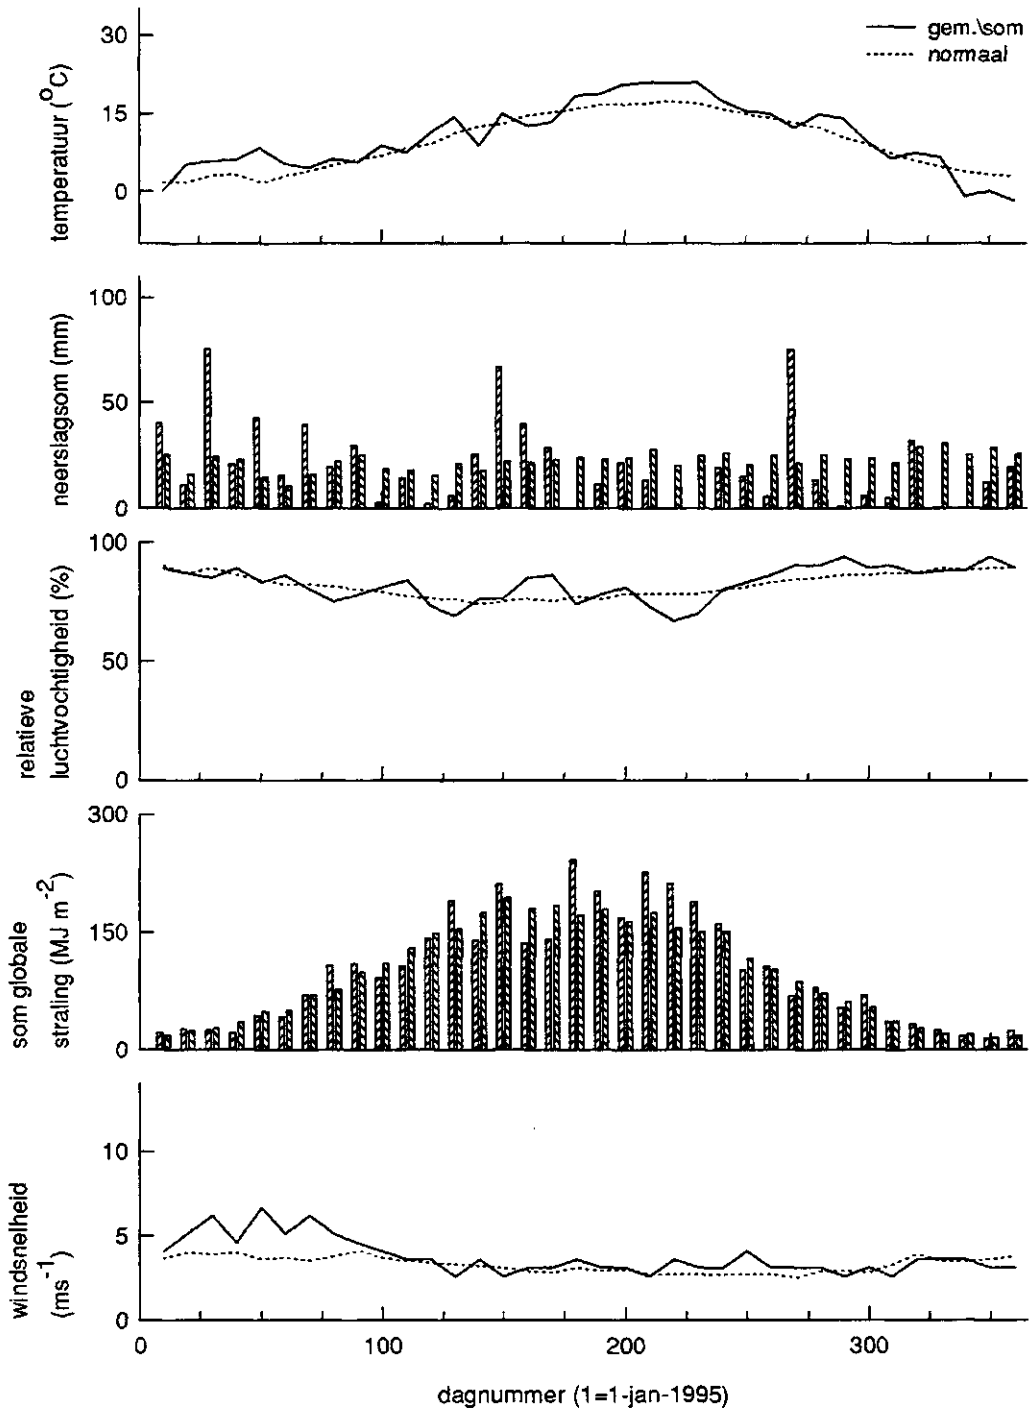 gem.\som
normaal
30
15
0
temperatuur (°C)
100
50
0
neerslagsom (mm)
100
50
0
relatieve
luchtvochtigheid (%)
300
150
0
som globale
straling (MJ m-2)
10
5
0
windsnelheid
(ms-1)
0 100 200 300
dagnummer (1=1-jan-1995)